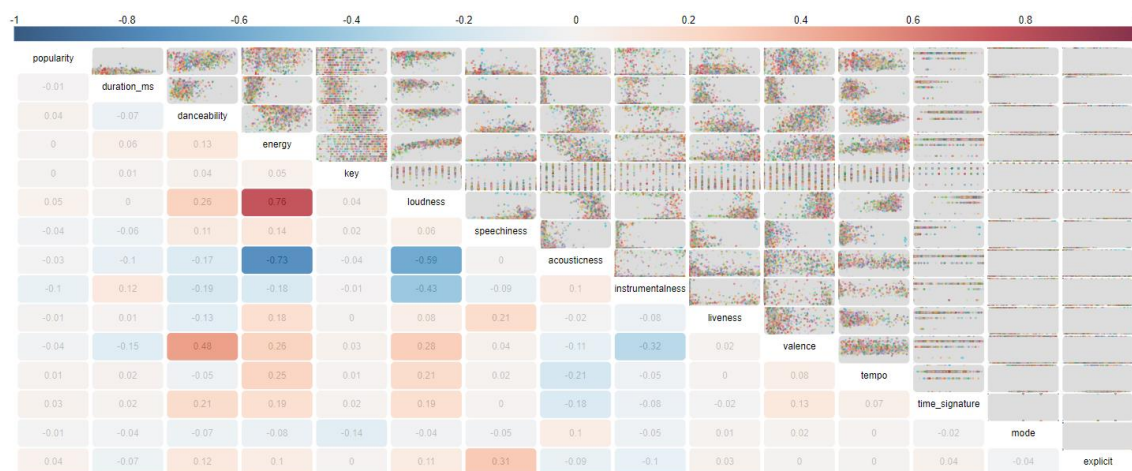 -1 -0.8 -0.6 -0.4 -0.2 0 0.2 0.4 0.6 0.8
popularity
-0.01 duration_ms
0.04 -0.07 danceability
0 0.06 0.13 energy
0 0.01 0.04 0.05 key
0.05 0 0.26 0.76 0.04 loudness
-0.04 -0.06 0.11 0.14 0.02 0.06 speechiness
-0.03 -0.1 -0.17 -0.73 -0.04 -0.59 0 acousticness
-0.1 0.12 -0.19 -0.18 -0.01 -0.43 -0.09 0.1 instrumentalness
-0.01 0.01 -0.13 0.18 0 0.08 0.21 -0.02 -0.08 liveness
-0.04 -0.15 0.48 0.26 0.03 0.28 0.04 -0.11 -0.32 0.02 valence
0.01 0.02 -0.05 0.25 0.01 0.21 0.02 -0.21 -0.05 0 0.08 tempo
0.03 0.02 0.21 0.19 0.02 0.19 0 -0.18 -0.08 -0.02 0.13 0.07 time_signature
-0.01 -0.04 -0.07 -0.08 -0.14 -0.04 -0.05 0.1 -0.05 0.01 0.02 0 -0.02 mode
0.04 -0.07 0.12 0.1 0 0.11 0.31 -0.09 -0.1 0.03 0 0 0.04 -0.04 explicit